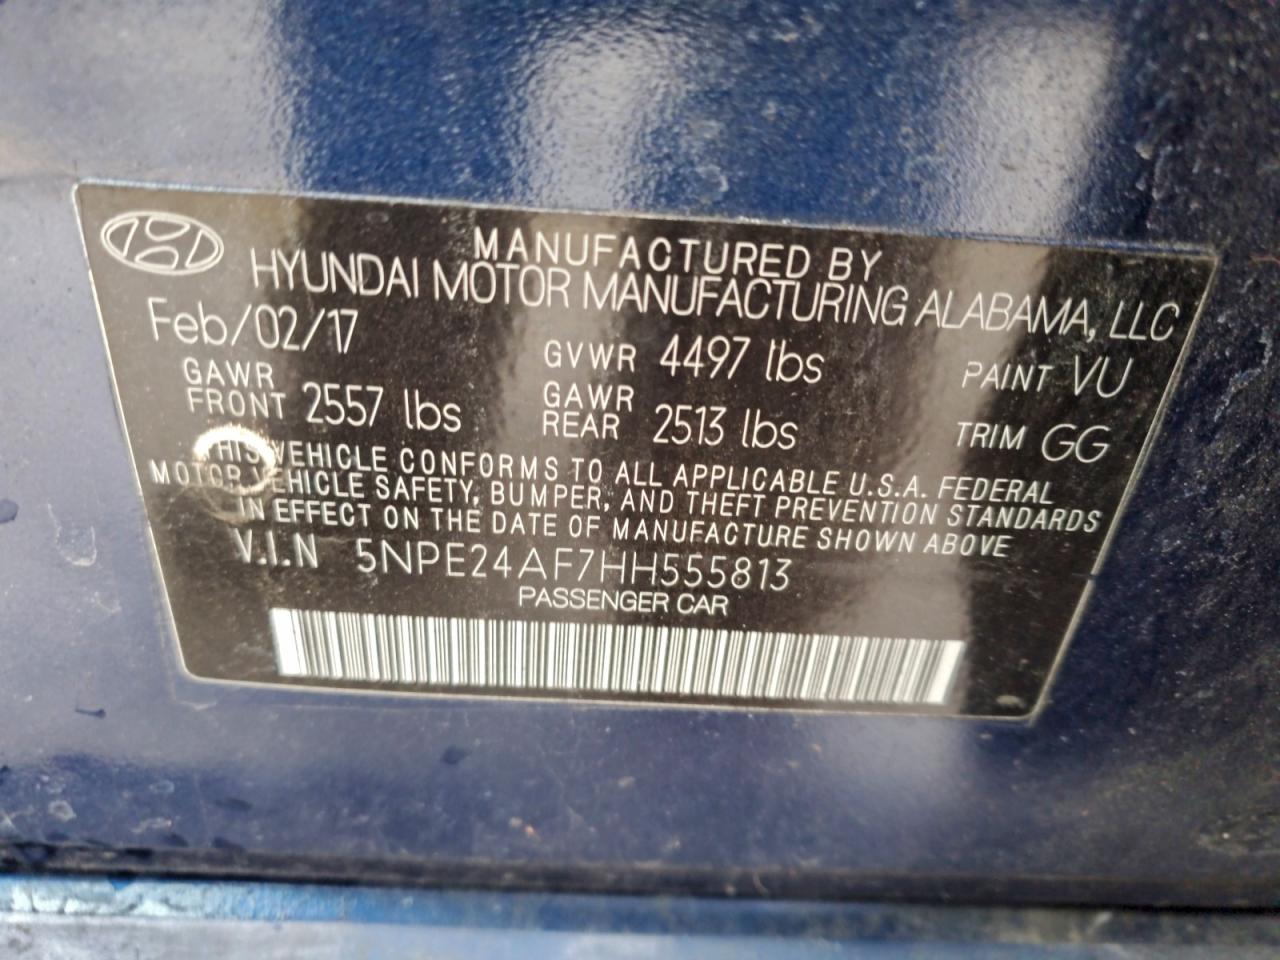 MANUFACTURED BY
HYUNDAI MOTOR MANUFACTURING ALABAMA, LLC
Feb/02/17
GVWR 4497 lbs
PAINT VU
GAWR FRONT 2557 lbs
GAWR REAR 2513 lbs
TRIM GG
THIS VEHICLE CONFORMS TO ALL APPLICABLE U.S.A. FEDERAL
MOTOR VEHICLE SAFETY, BUMPER, AND THEFT PREVENTION STANDARDS
IN EFFECT ON THE DATE OF MANUFACTURE SHOWN ABOVE
V.I.N 5NPE24AF7HH555813
PASSENGER CAR